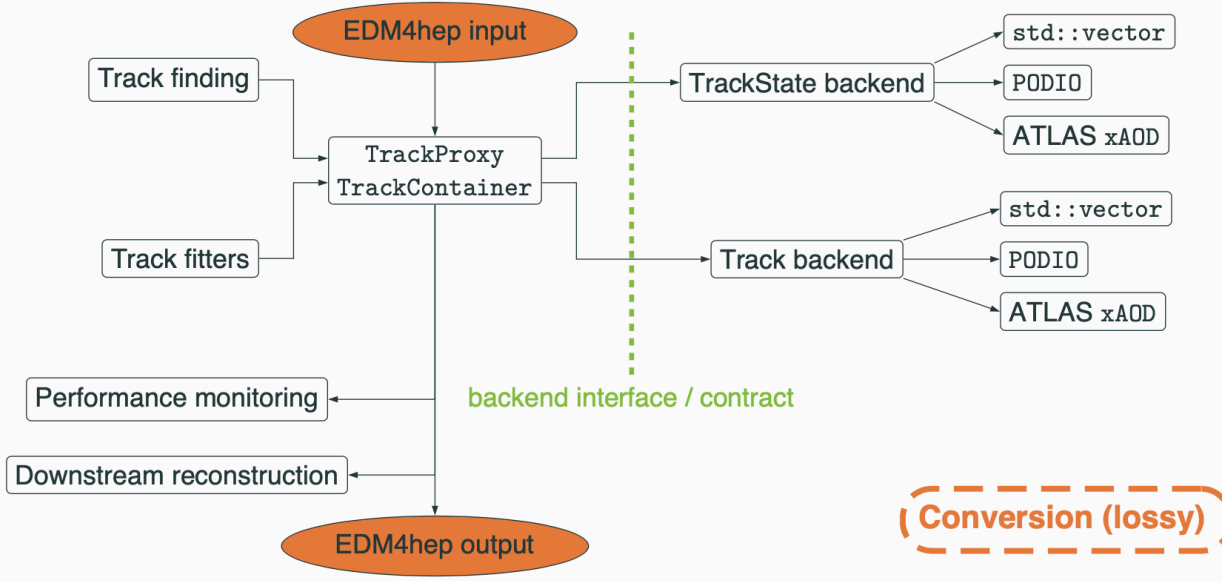 EDM4hep input
Track finding
TrackProxy
TrackContainer
Track fitters
TrackState backend
std::vector
PODIO
ATLAS xAOD
Track backend
std::vector
PODIO
ATLAS xAOD
backend interface / contract
Performance monitoring
Downstream reconstruction
EDM4hep output
Conversion (lossy)